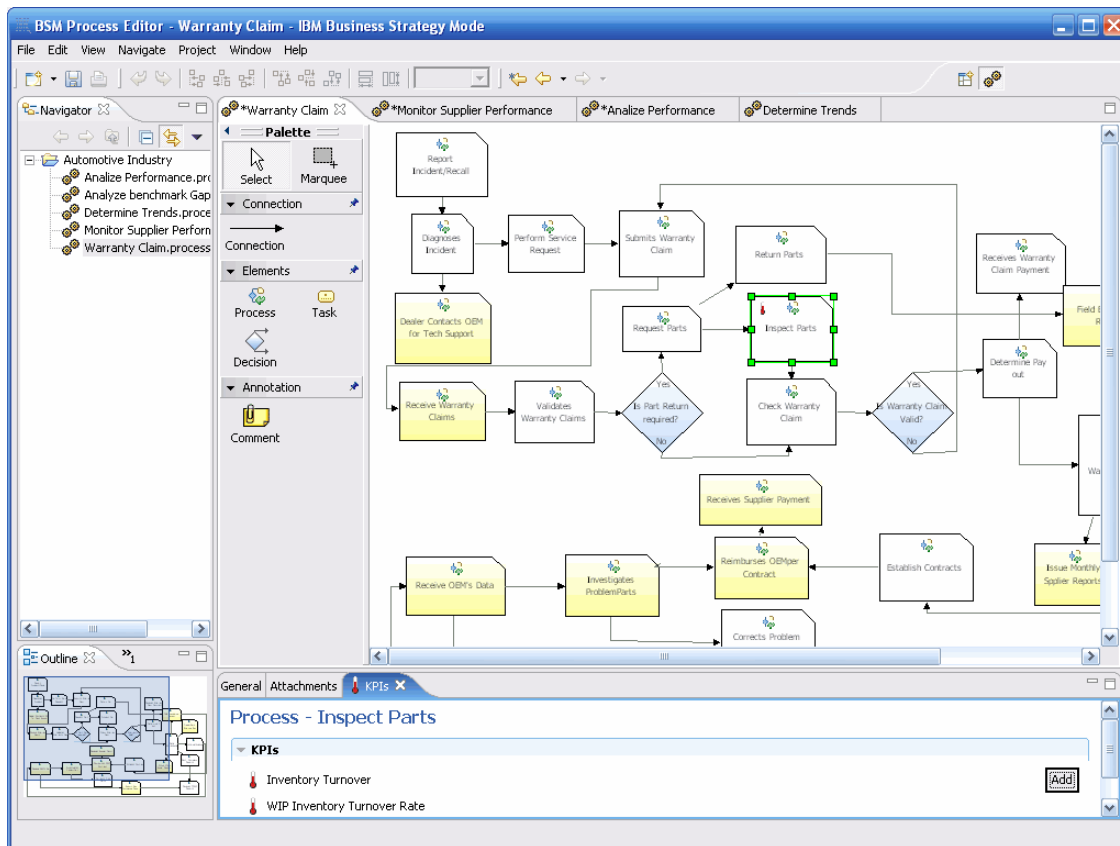 BSM Process Editor - Warranty Claim - IBM Business Strategy Mode
File Edit View Navigate Project Window Help
Navigator
*Warranty Claim
*Monitor Supplier Performance
*Analize Performance
Determine Trends
Automotive Industry
Analize Performance.pro
Analyze benchmark Gap
Determine Trends.proce
Monitor Supplier Perforn
Warranty Claim.process
Palette
Select
Marquee
Connection
Connection
Elements
Process
Task
Decision
Annotation
Comment
Report
Incident/Recall
Diagnoses
Incident
Perform Service
Request
Submits Warranty
Claim
Return Parts
Receives Warranty
Claim Payment
Dealer Contacts OEM
for Tech Support
Request Parts
Inspect Parts
Field E
R
Determine Pay
out
Receive Warranty
Claims
Validates
Warranty Claims
Yes
Is Part Return
required?
No
Check Warranty
Claim
Yes
Is Warranty Claim
Valid?
No
Wa
Receives Supplier Payment
Receive OEM's Data
Investigates
ProblemParts
Reimburses OEMper
Contract
Establish Contracts
Issue Monthly
Spplier Reports
Corrects Problem
Outline
1
General Attachments KPIs
Process - Inspect Parts
KPIs
Inventory Turnover
Add
WIP Inventory Turnover Rate